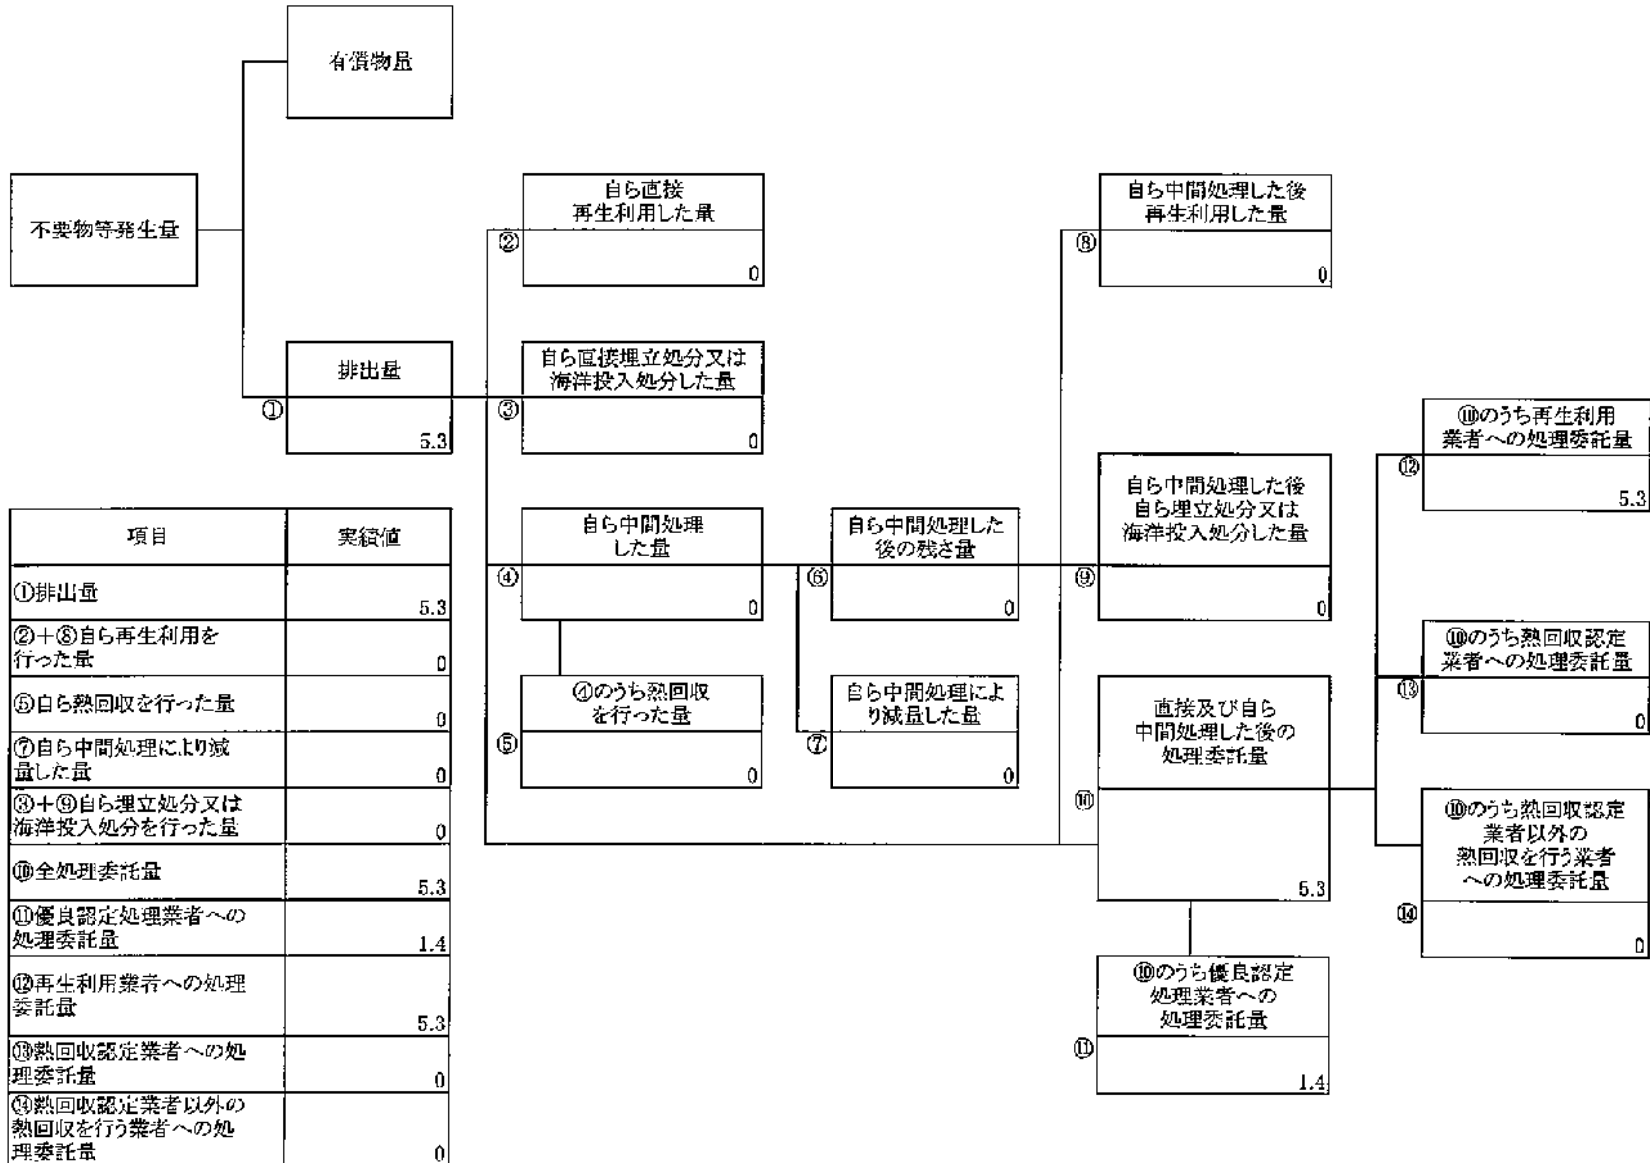 有償物量
不要物等発生量
自ら直接
再生利用した量
②
0
自ら中間処理した後
再生利用した量
⑧
0
排出量
①
5.3
自ら直接埋立処分又は
海洋投入処分した量
③
0
⑩のうち再生利用
業者への処理委託量
⑫
5.3
自ら中間処理
した量
④
0
自ら中間処理した
後の残さ量
⑥
0
自ら中間処理した後
自ら埋立処分又は
海洋投入処分した量
⑨
0
⑩のうち熱回収認定
業者への処理委託量
⑬
0
④のうち熱回収
を行った量
⑤
0
自ら中間処理によ
り減量した量
⑦
0
直接及び自ら
中間処理した後の
処理委託量
⑩
5.3
⑩のうち熱回収認定
業者以外の
熱回収を行う業者
への処理委託量
⑭
0
⑩のうち優良認定
処理業者への
処理委託量
⑪
1.4
項目 実績値
①排出量 5.3
②+⑧自ら再生利用を
行った量 0
⑤自ら熱回収を行った量 0
⑦自ら中間処理により減
量した量 0
③+⑨自ら埋立処分又は
海洋投入処分を行った量 0
⑩全処理委託量 5.3
⑪優良認定処理業者への
処理委託量 1.4
⑫再生利用業者への処理
委託量 5.3
⑬熱回収認定業者への処
理委託量 0
⑭熱回収認定業者以外の
熱回収を行う業者への処
理委託量 0